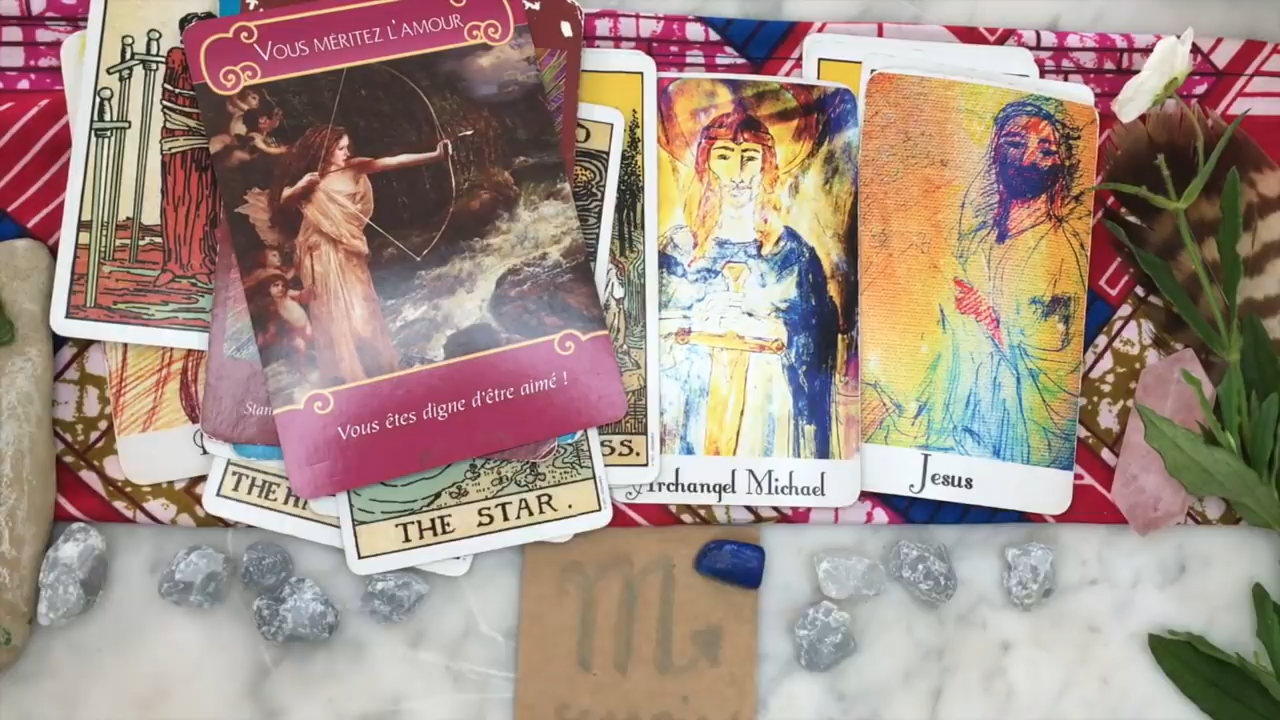 Vous méritez l'amour
Vous êtes digne d'être aimé !
THE STAR.
Archangel Michael
Jesus